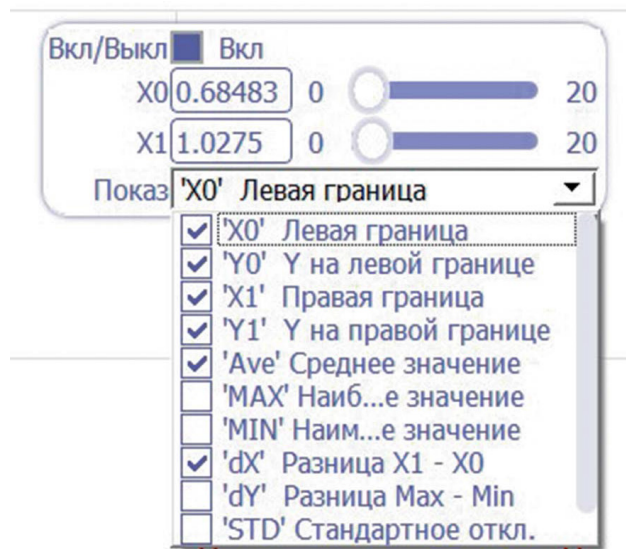 Вкл/Выкл Вкл
X0 0.68483 0 20
X1 1.0275 0 20
Показ 'X0' Левая граница
'X0' Левая граница
'Y0' Y на левой границе
'X1' Правая граница
'Y1' Y на правой границе
'Ave' Среднее значение
'MAX' Наиб...е значение
'MIN' Наим...е значение
'dX' Разница X1 - X0
'dY' Разница Max - Min
'STD' Стандартное откл.